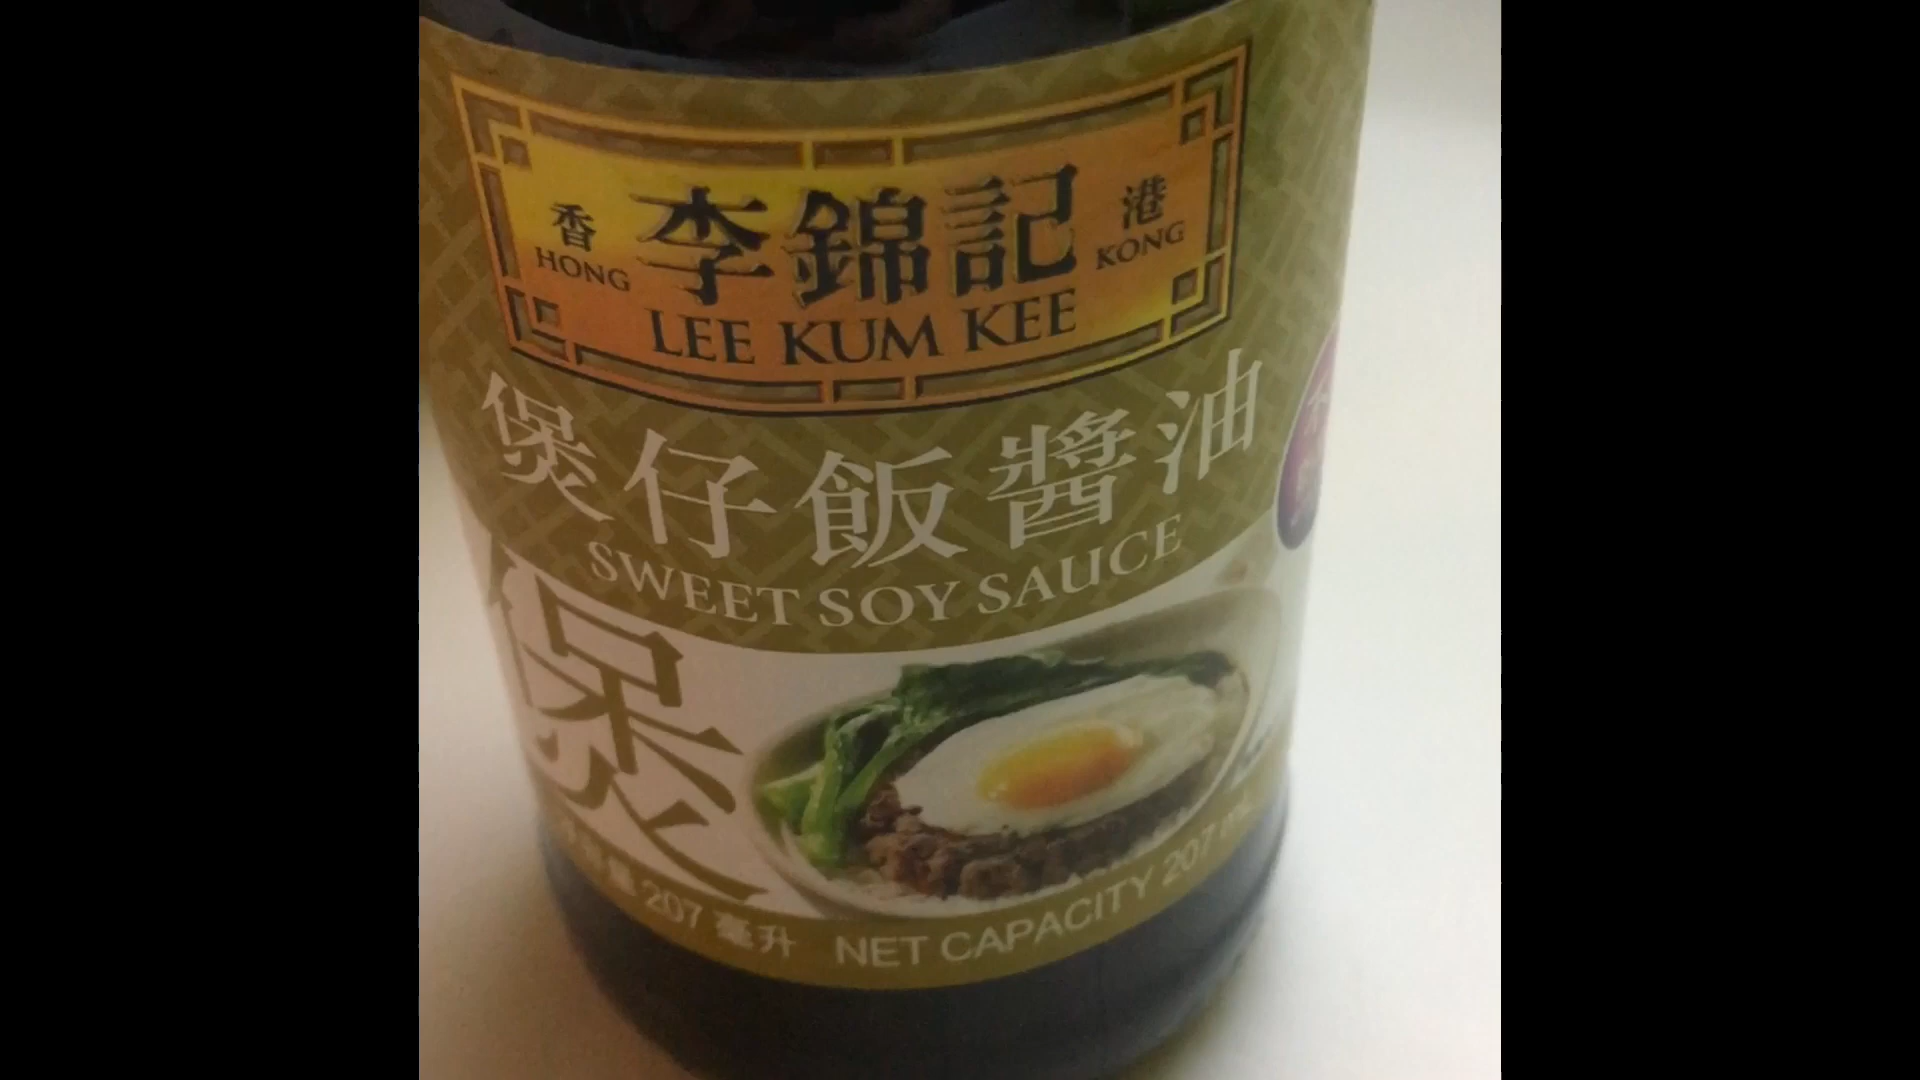 香 李錦記 港
HONG LEE KUM KEE KONG
煲仔飯醬油
SWEET SOY SAUCE
煲
207 毫升 NET CAPACITY 207 mL